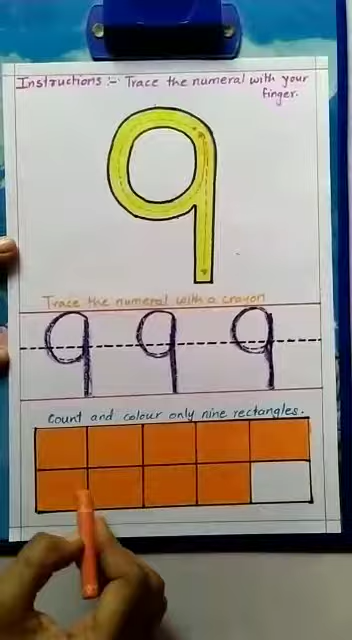 Instructions :- Trace the numeral with your
finger.
9
Trace the numeral with a crayon
9 9 9
Count and colour only nine rectangles.